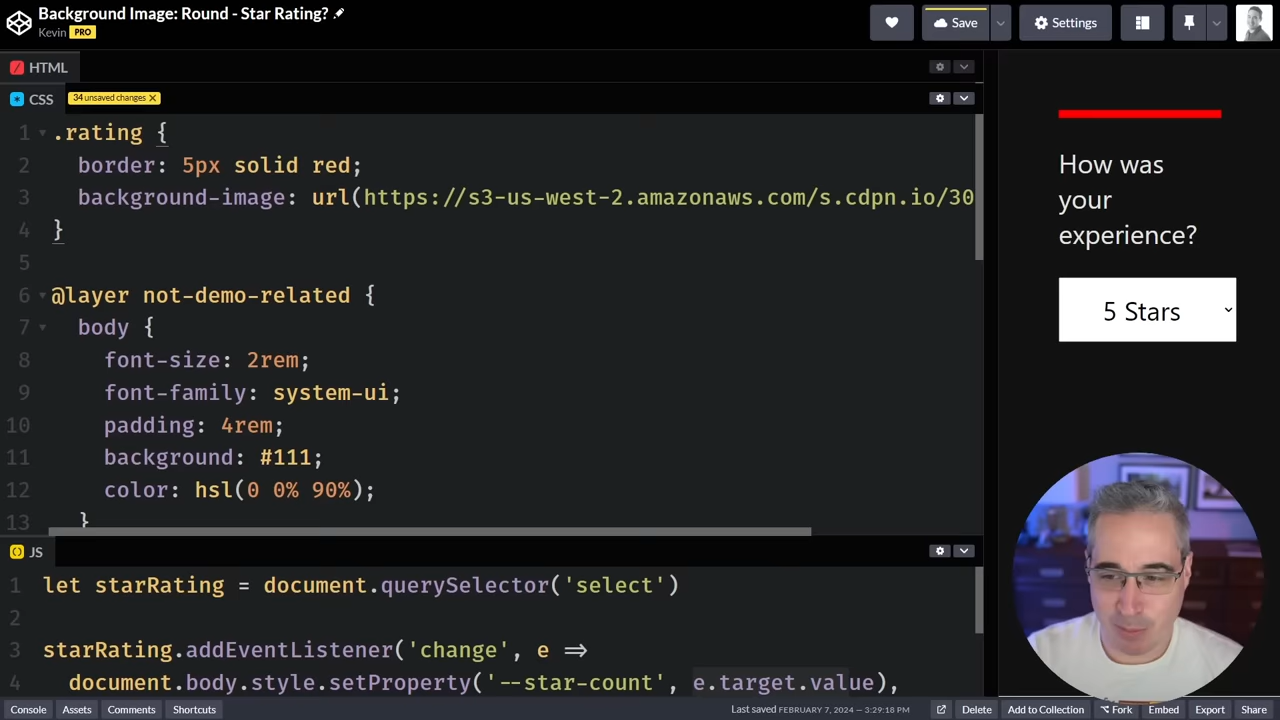 Background Image: Round - Star Rating?
Kevin PRO
Save
Settings
HTML
CSS
34 unsaved changes X
1 .rating {
2 border: 5px solid red;
3 background-image: url(https://s3-us-west-2.amazonaws.com/s.cdpn.io/30
4 }
5
6 @layer not-demo-related {
7 body {
8 font-size: 2rem;
9 font-family: system-ui;
10 padding: 4rem;
11 background: #111;
12 color: hsl(0 0% 90%);
13 }
How was
your
experience?
5 Stars
JS
1 let starRating = document.querySelector('select')
2
3 starRating.addEventListener('change', e =>
4 document.body.style.setProperty('--star-count', e.target.value),
Console
Assets
Comments
Shortcuts
Last saved FEBRUARY 7, 2024 — 3:29:18 PM
Delete
Add to Collection
Fork
Embed
Export
Share